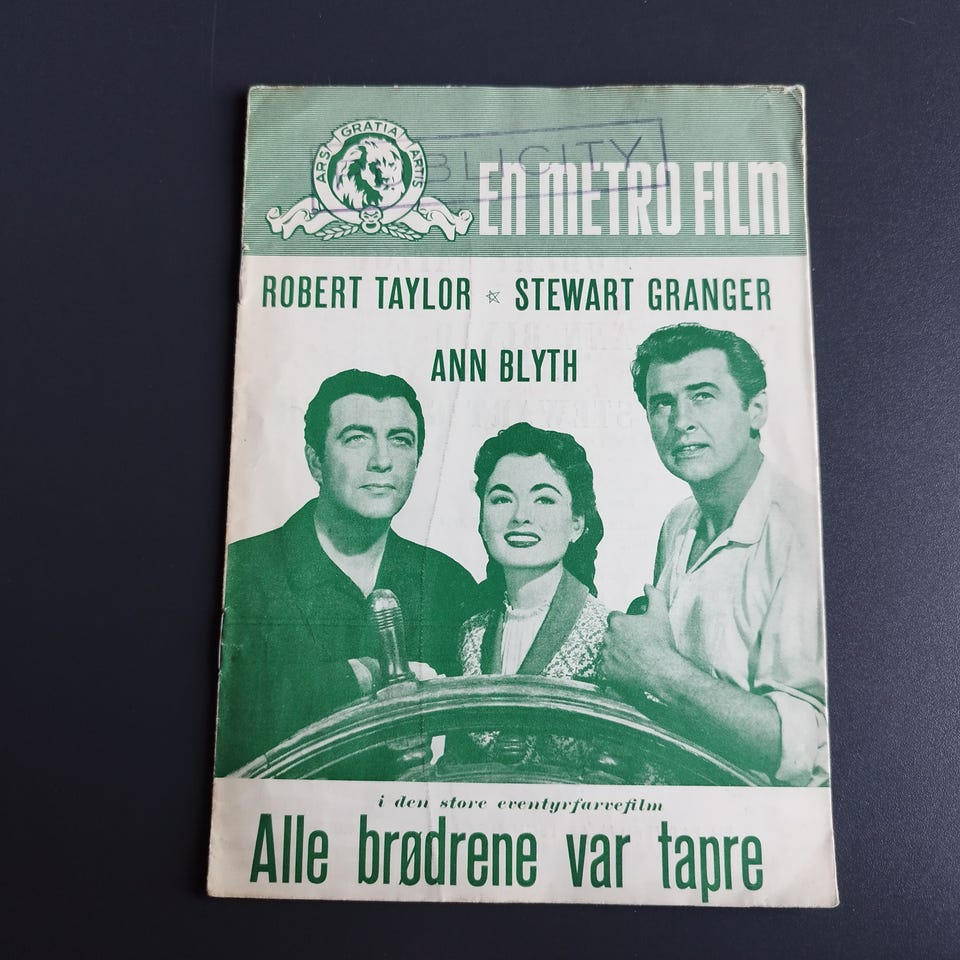 ARS GRATIA ARTIS
PUBLICITY
EN METRO FILM
ROBERT TAYLOR ☆ STEWART GRANGER
ANN BLYTH
i den store eventyrfarvefilm
Alle brødrene var tapre